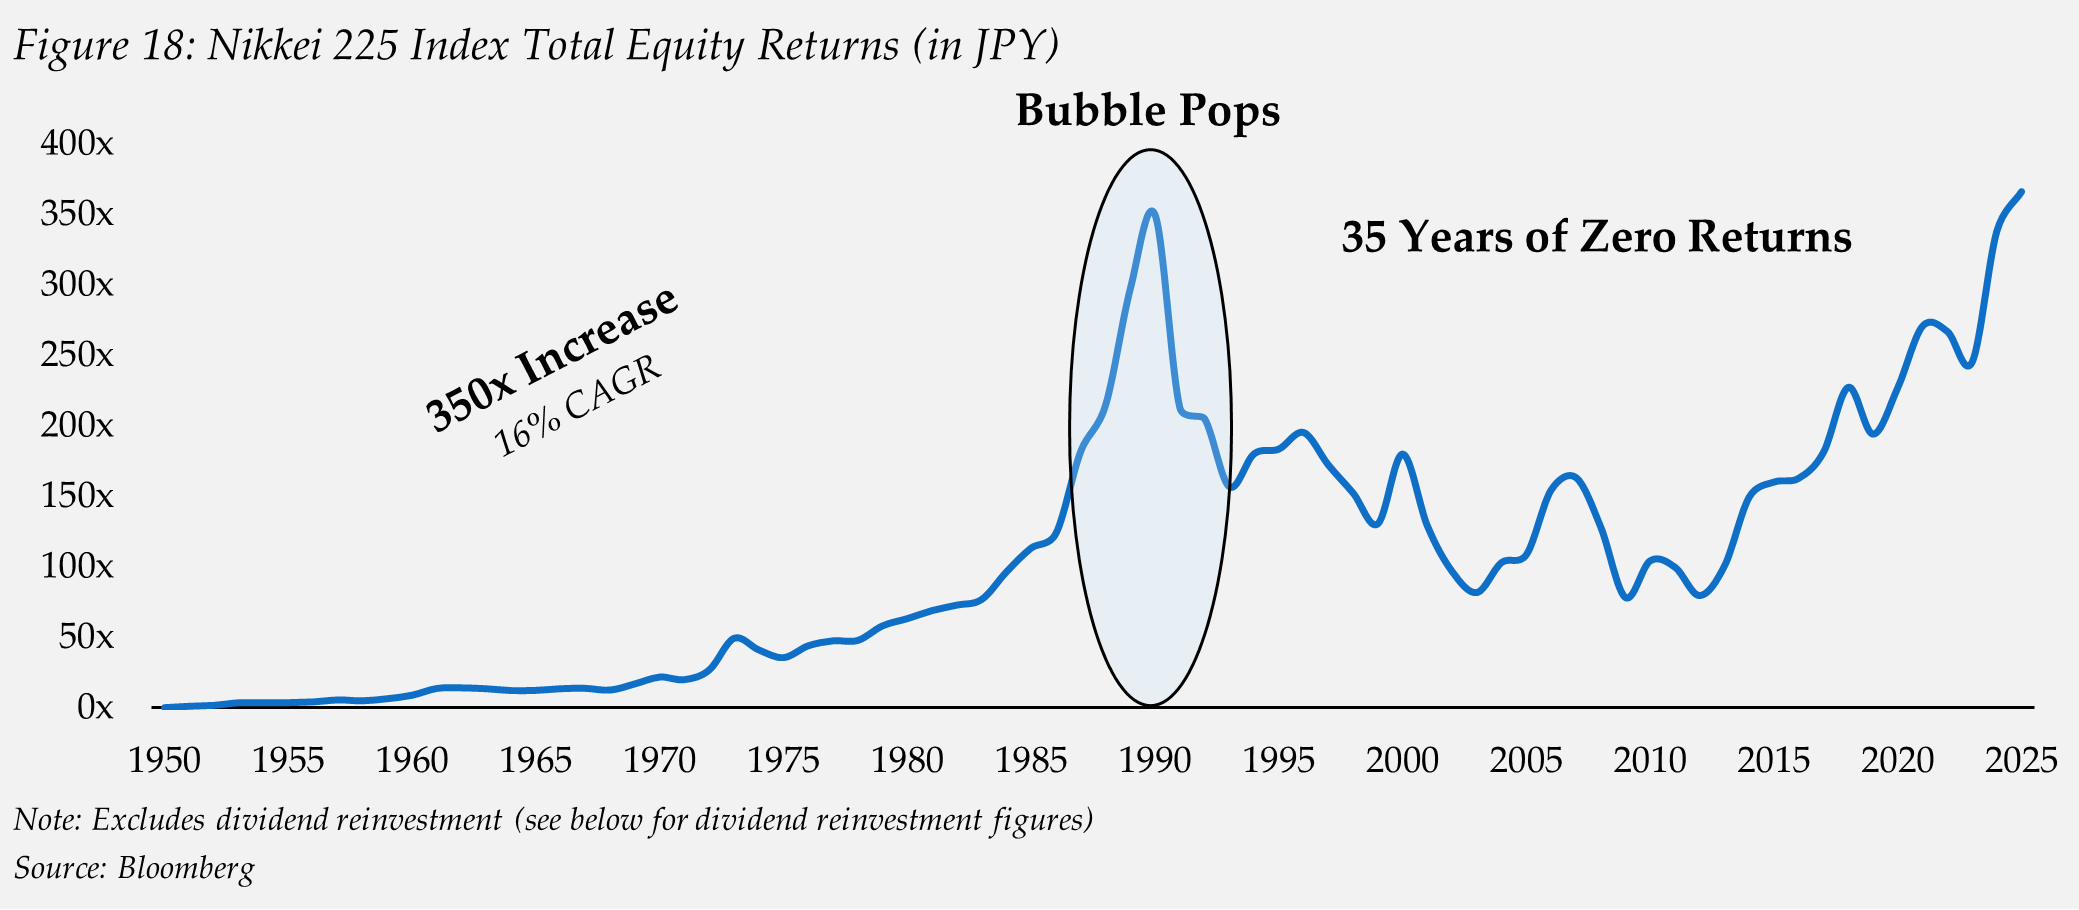 Figure 18: Nikkei 225 Index Total Equity Returns (in JPY)
Bubble Pops
400x
350x
300x
250x
200x
150x
100x
50x
0x
350x Increase
16% CAGR
35 Years of Zero Returns
1950 1955 1960 1965 1970 1975 1980 1985 1990 1995 2000 2005 2010 2015 2020 2025
Note: Excludes dividend reinvestment (see below for dividend reinvestment figures)
Source: Bloomberg